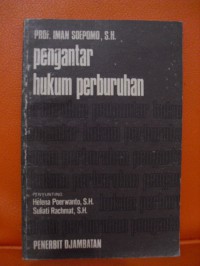 PROF. IMAN SOEPOMO, S.H.
pengantar
hukum perburuhan
PENYUNTING
Helena Poerwanto, S.H.
Suliati Rachmat, S.H.
PENERBIT DJAMBATAN